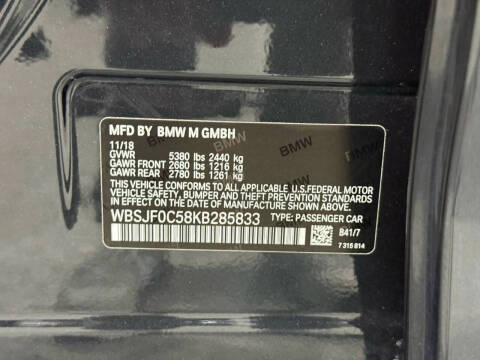 MFD BY BMW M GMBH
11/18
GVWR 5380 lbs 2440 kg
GAWR FRONT 2680 lbs 1216 kg
GAWR REAR 2780 lbs 1261 kg
THIS VEHICLE CONFORMS TO ALL APPLICABLE U.S. FEDERAL MOTOR
VEHICLE SAFETY, BUMPER AND THEFT PREVENTION STANDARDS
IN EFFECT ON THE DATE OF MANUFACTURE SHOWN ABOVE.
WBSJF0C58KB285833 TYPE: PASSENGER CAR
B41/7
7 315 814
BMW